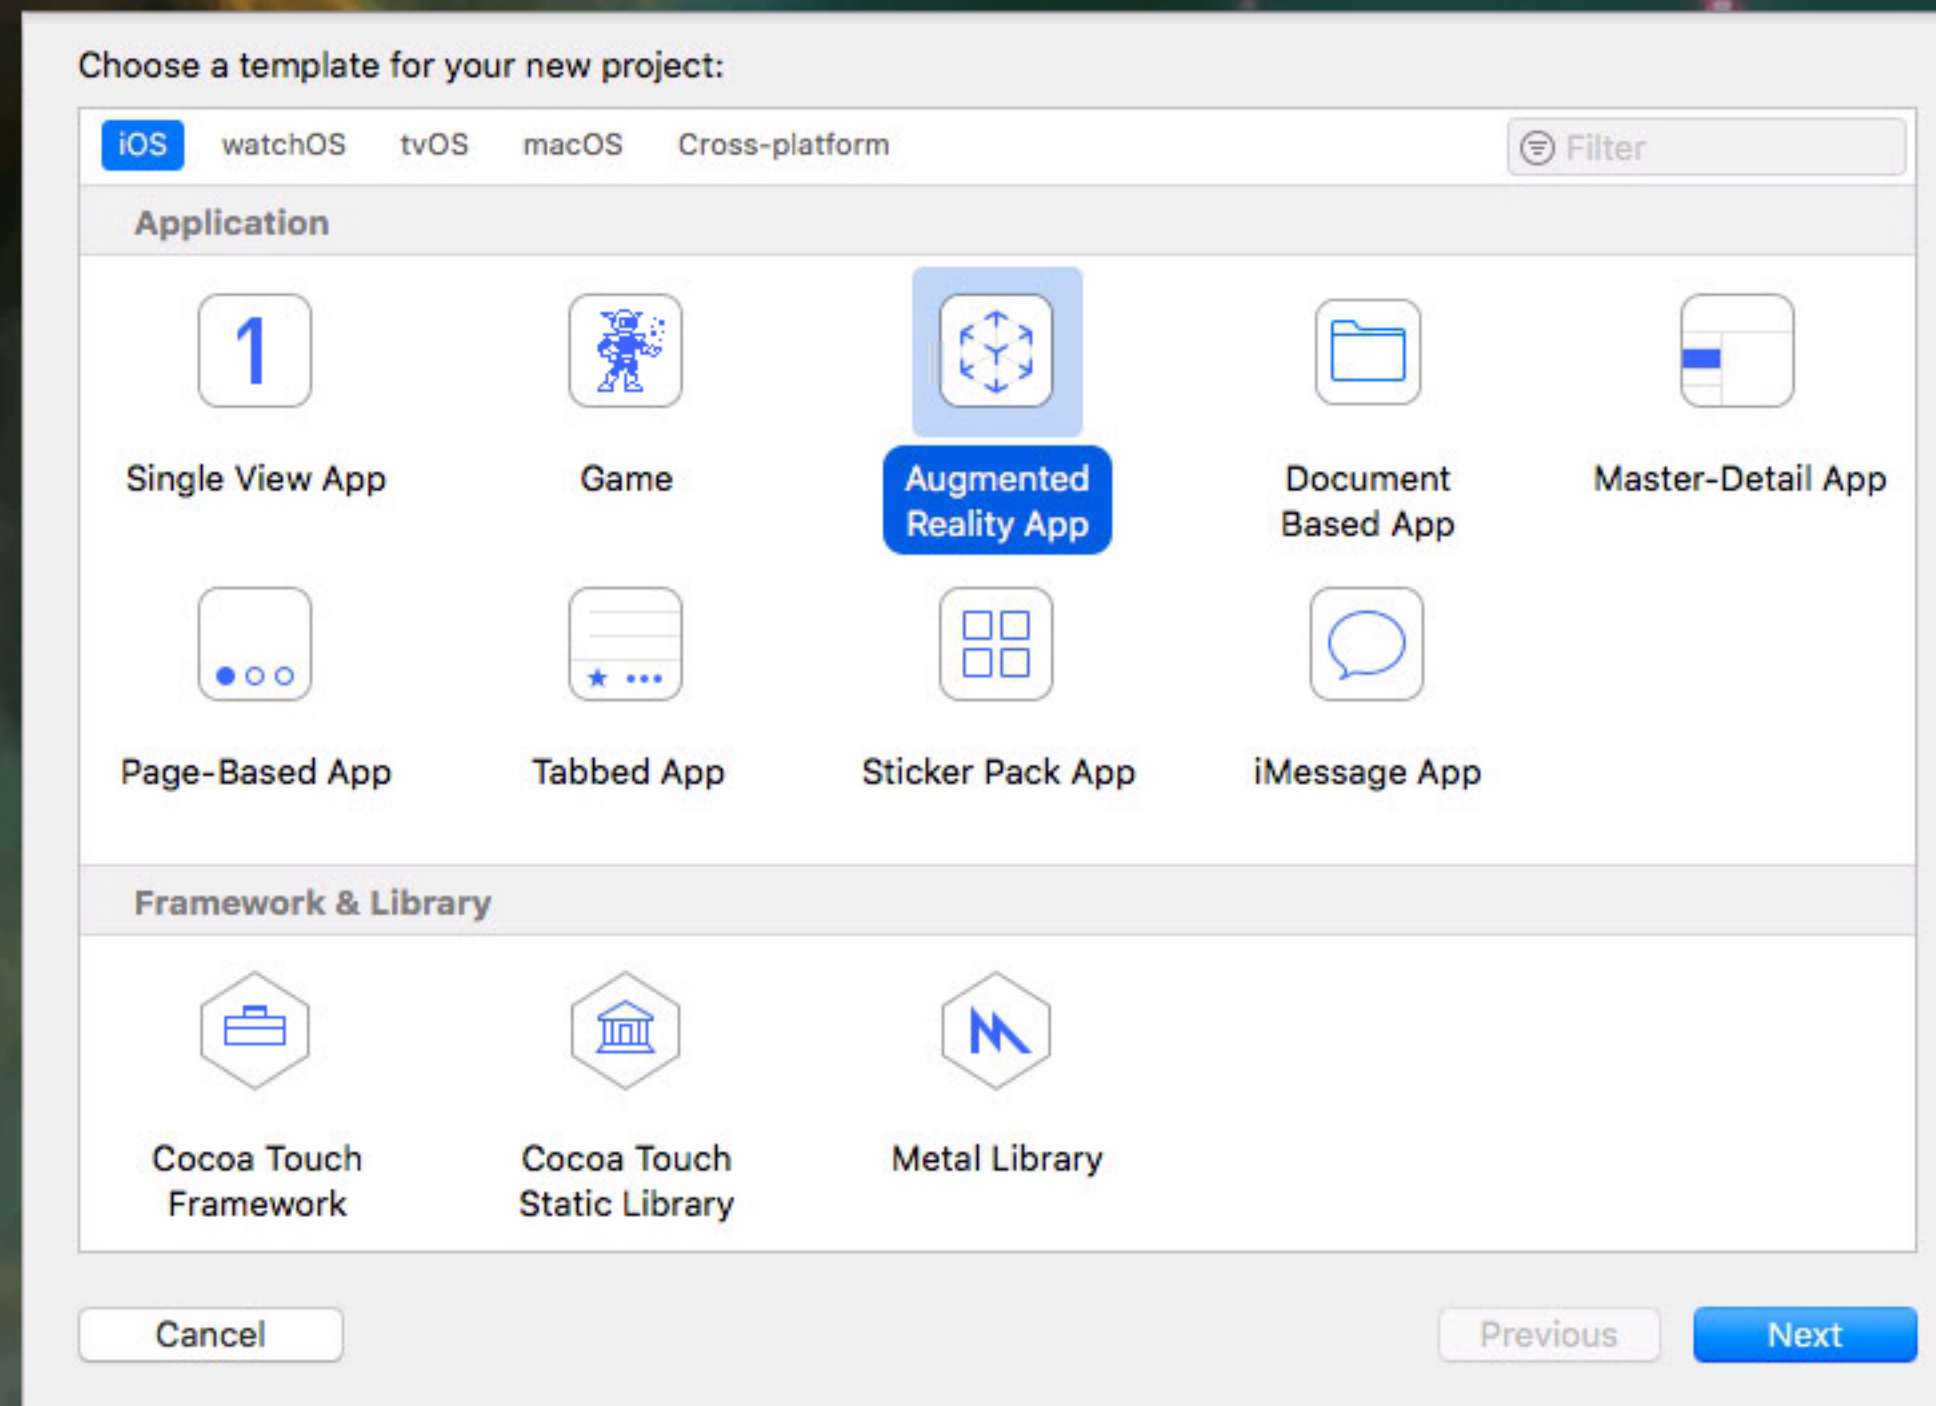 Choose a template for your new project:
iOS watchOS tvOS macOS Cross-platform Filter
Application
1
Single View App Game Augmented Reality App Document Based App Master-Detail App
Page-Based App Tabbed App Sticker Pack App iMessage App
Framework & Library
Cocoa Touch Framework Cocoa Touch Static Library Metal Library
Cancel Previous Next